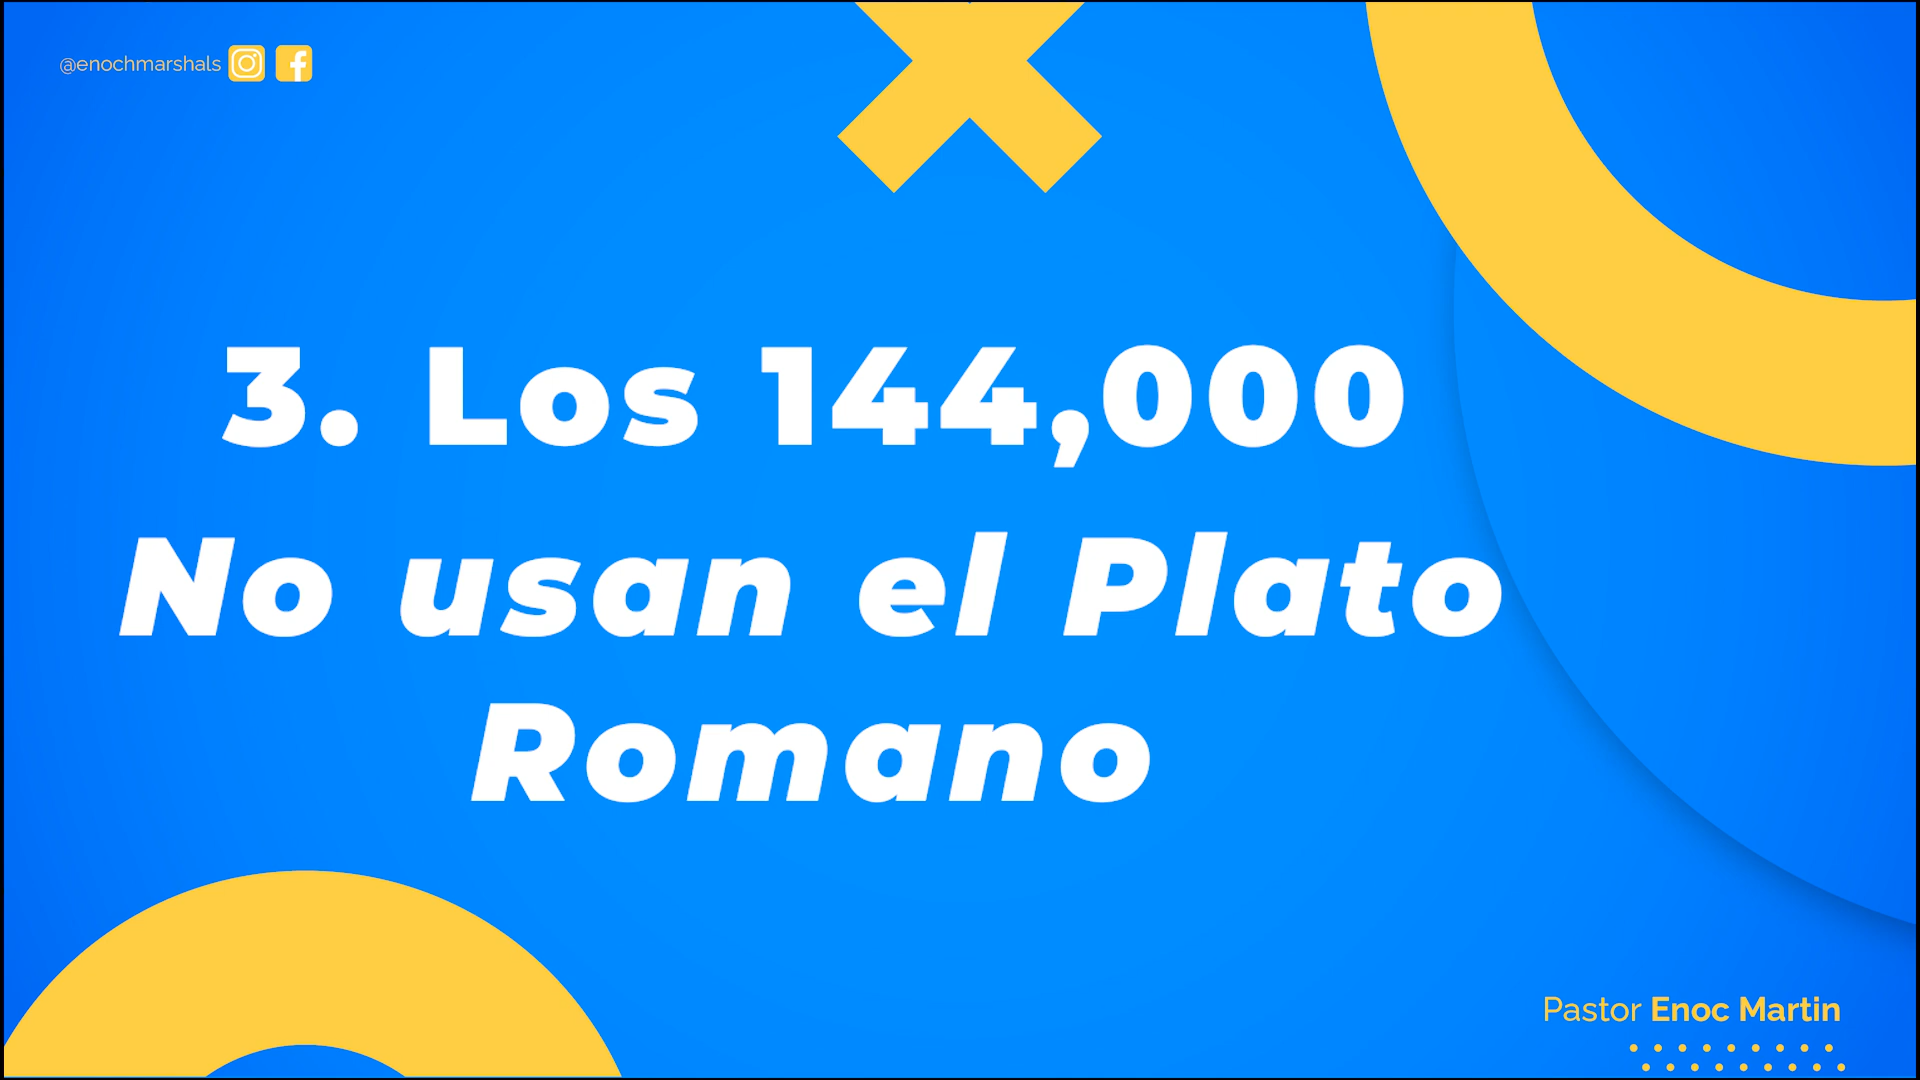 @enochmarshals
3. Los 144,000
No usan el Plato
Romano
Pastor Enoc Martin